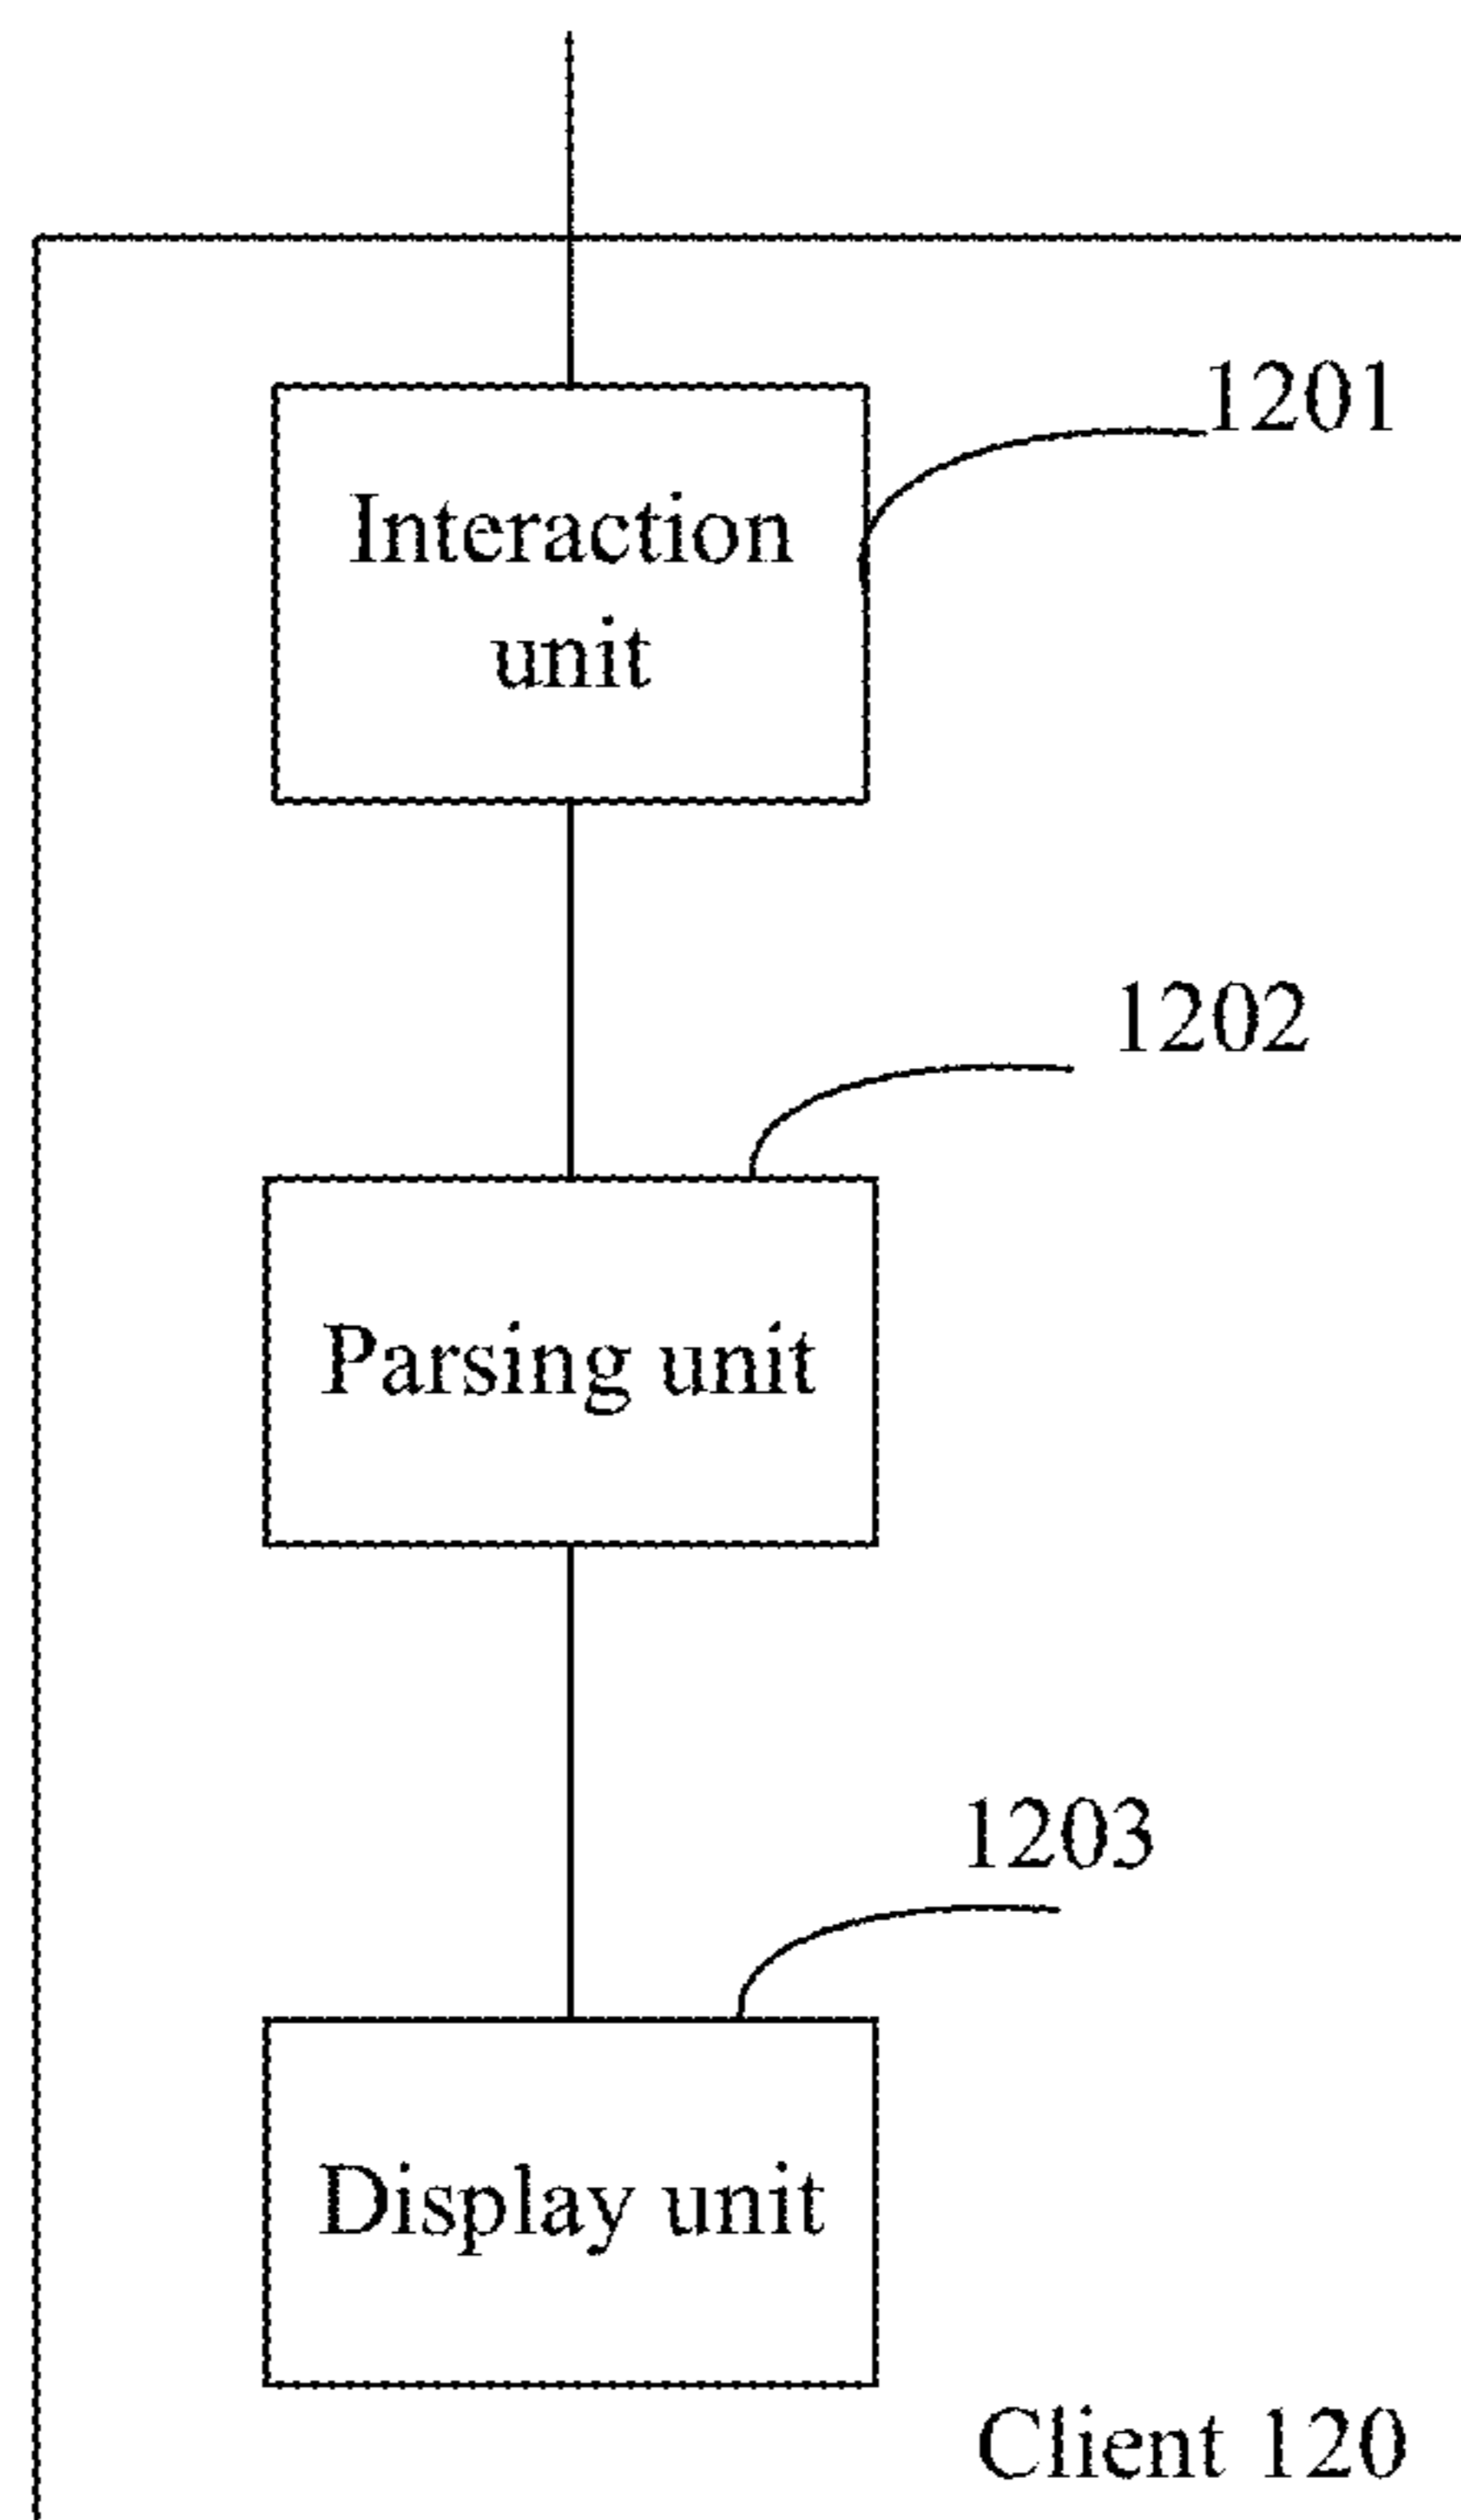 1201
Interaction
unit
1202
Parsing unit
1203
Display unit
Client 120